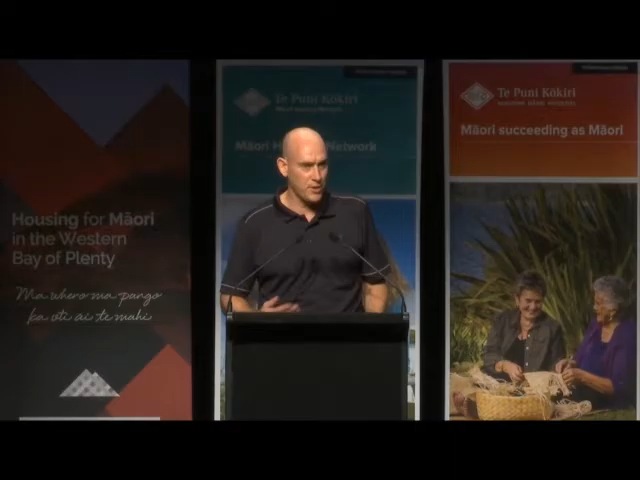 Housing for Māori
in the Western
Bay of Plenty
Ma whero ma pango
ka oti ai te mahi
Te Puni Kōkiri
Māori H Network
Te Puni Kōkiri
Māori succeeding as Māori